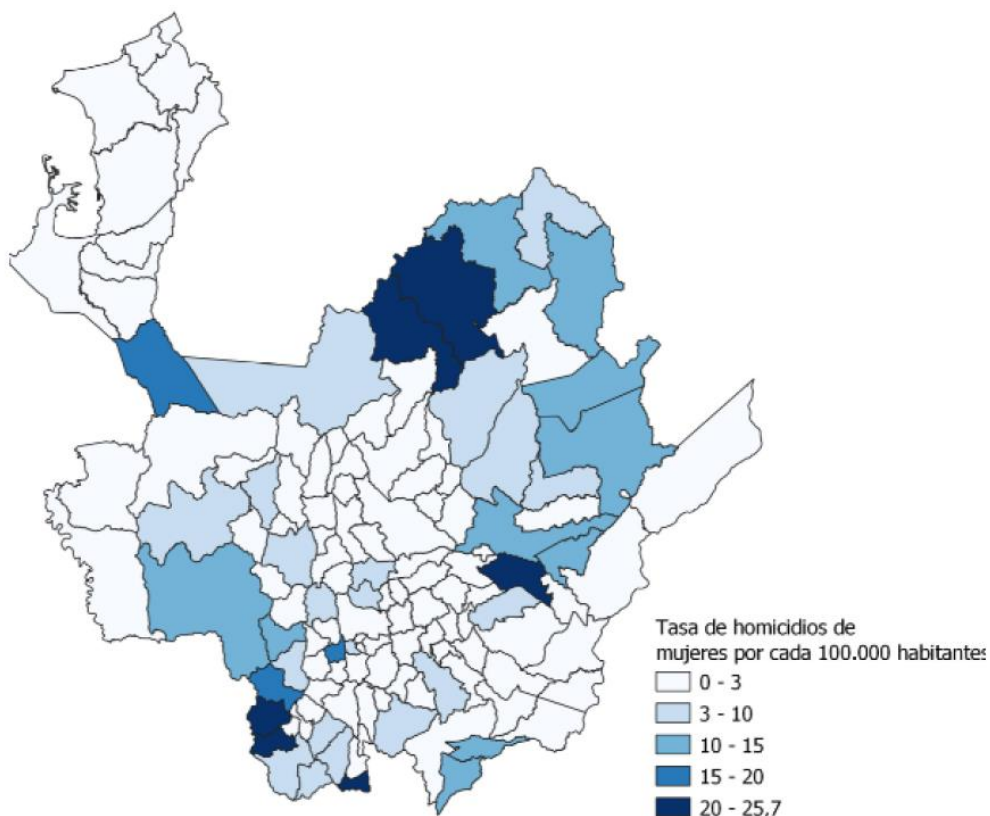 Tasa de homicidios de
mujeres por cada 100.000 habitantes
0 - 3
3 - 10
10 - 15
15 - 20
20 - 25,7